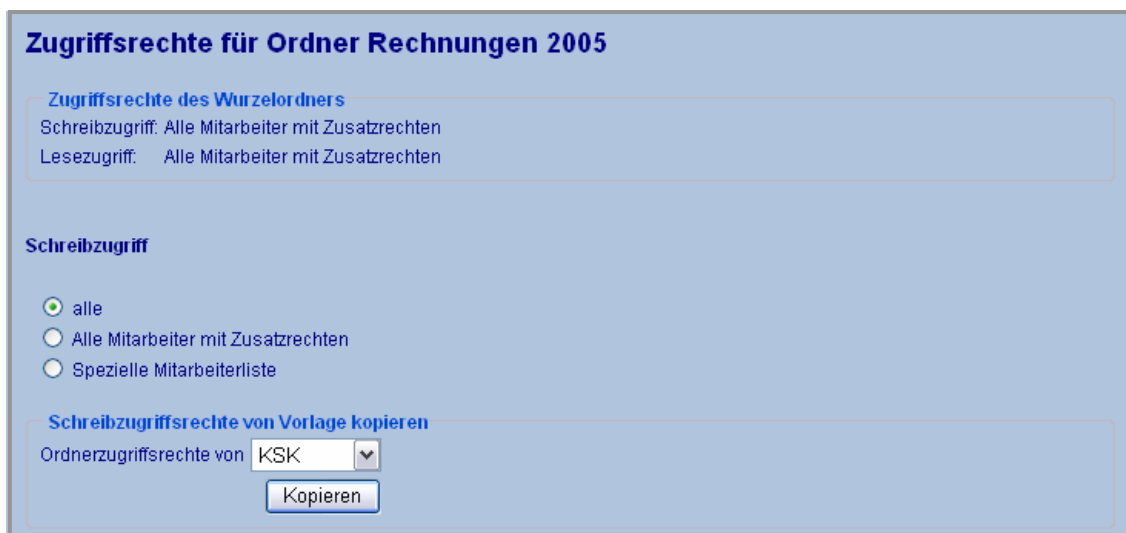 Zugriffsrechte für Ordner Rechnungen 2005
Zugriffsrechte des Wurzelordners
Schreibzugriff: Alle Mitarbeiter mit Zusatzrechten
Lesezugriff: Alle Mitarbeiter mit Zusatzrechten
Schreibzugriff
alle
Alle Mitarbeiter mit Zusatzrechten
Spezielle Mitarbeiterliste
Schreibzugriffsrechte von Vorlage kopieren
Ordnerzugriffsrechte von KSK
Kopieren